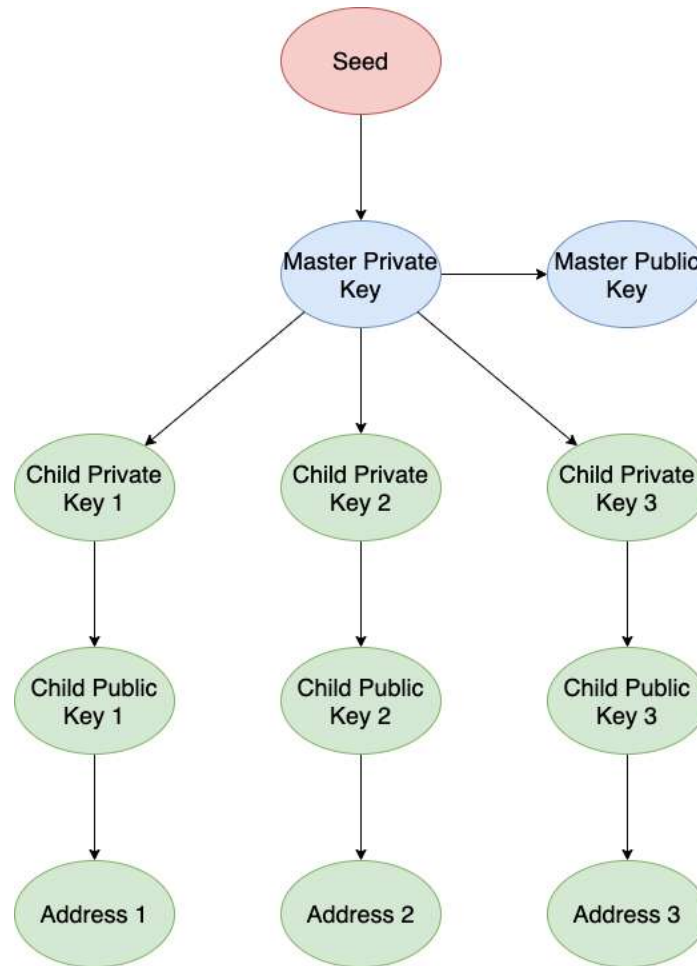 Seed
Master Private
Key
Master Public
Key
Child Private
Key 1
Child Private
Key 2
Child Private
Key 3
Child Public
Key 1
Child Public
Key 2
Child Public
Key 3
Address 1
Address 2
Address 3